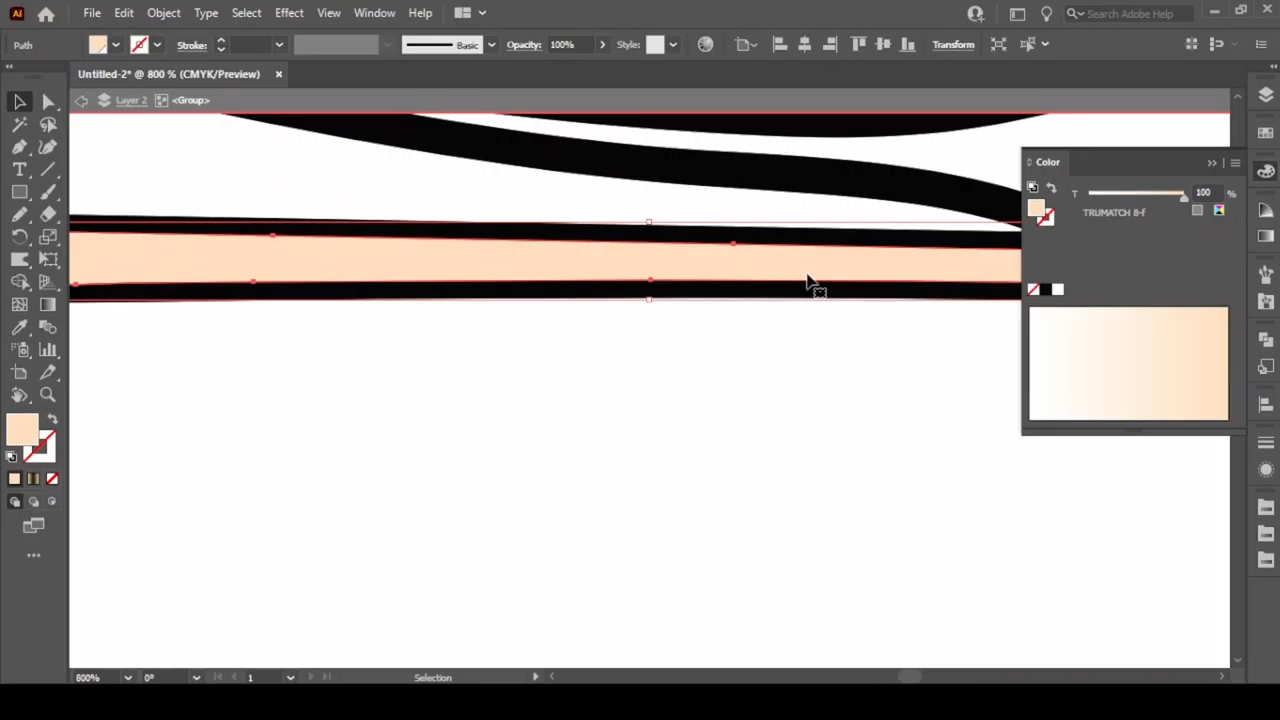 Ai File Edit Object Type Select Effect View Window Help Search Adobe Help
Path Stroke: Basic Opacity: 100% Style: Transform
Untitled-2* @ 800 % (CMYK/Preview) ×
Layer 2 <Group>
Color
T 100 %
TRUMATCH 8-f
800% 0° 1 Selection